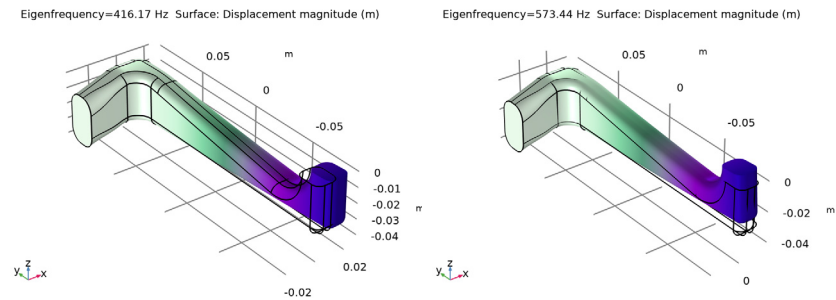 Eigenfrequency=416.17 Hz  Surface: Displacement magnitude (m)
0.05
m
0
-0.05
0
-0.01
-0.02
-0.03
-0.04
m
0.02
-0.02
y z x
Eigenfrequency=573.44 Hz  Surface: Displacement magnitude (m)
0.05
m
0
-0.05
0
-0.02
m
-0.04
0
y z x